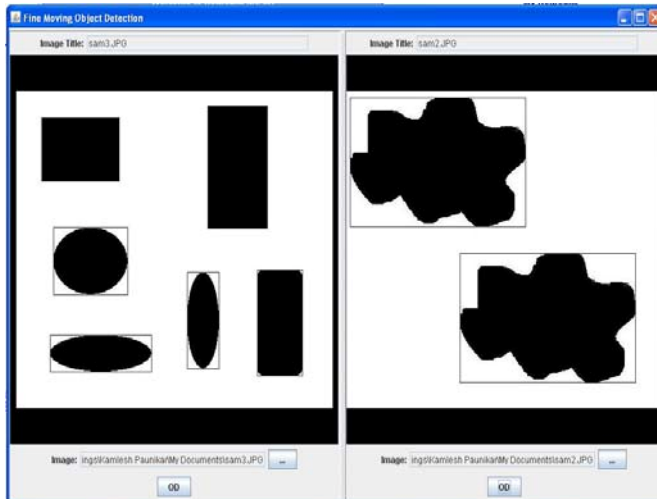 Fine Moving Object Detection
Image Title: sam3.JPG
Image Title: sam2.JPG
Image: ings\Kamlesh Paunikar\My Documents\sam3.JPG ...
Image: ings\Kamlesh Paunikar\My Documents\sam2.JPG ...
OD
OD